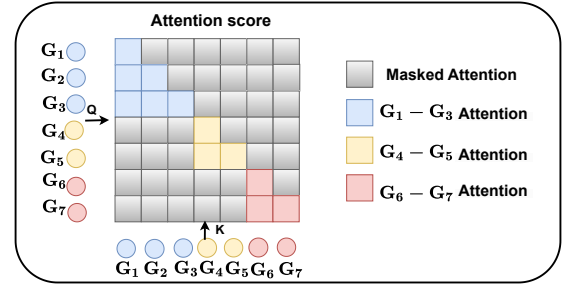 Attention score
G1
G2
G3
G4
G5
G6
G7
Q
K
G1 G2 G3 G4 G5 G6 G7
Masked Attention
G1 − G3 Attention
G4 − G5 Attention
G6 − G7 Attention